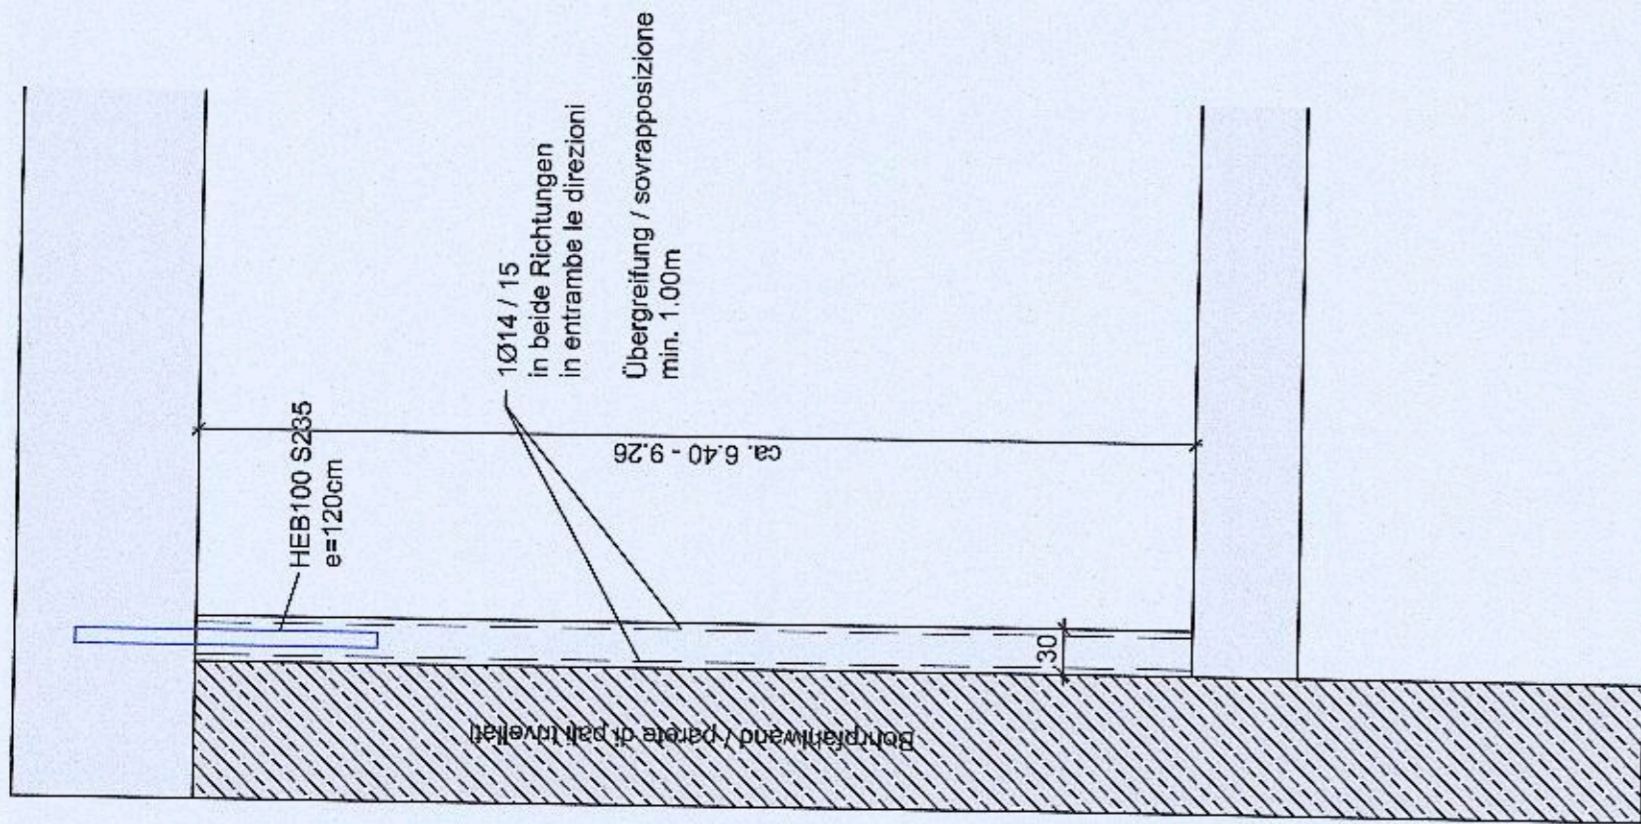 HEB100 S235
e=120cm
1Ø14 / 15
in beide Richtungen
in entrambe le direzioni
Übergreifung / sovrapposizione
min. 1.00m
ca. 6.40 - 9.26
30
Bohrpfahlwand / parete di pali trivellati